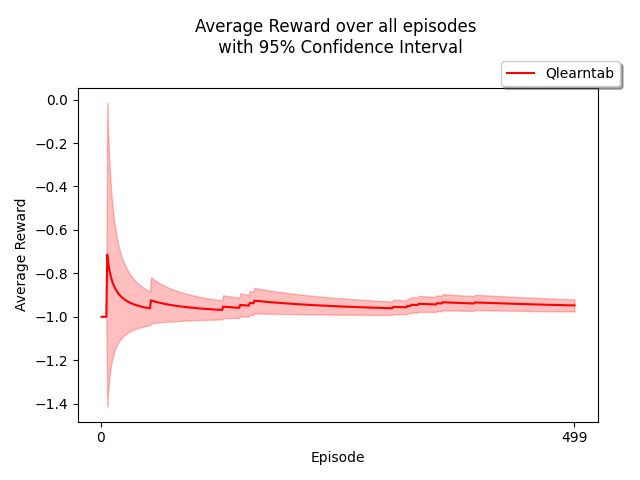 Average Reward over all episodes
with 95% Confidence Interval
Qlearntab
0.0
−0.2
−0.4
−0.6
−0.8
−1.0
−1.2
−1.4
Average Reward
0
499
Episode